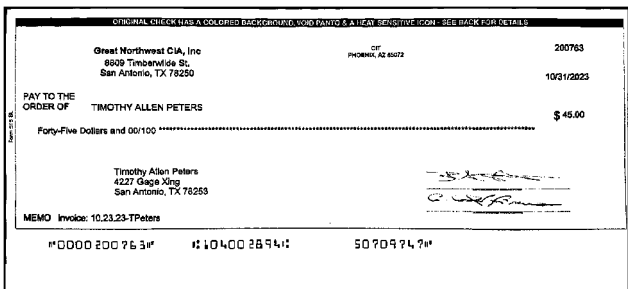 ORIGINAL CHECK HAS A COLORED BACKGROUND, VOID PANTO & A HEAT SENSITIVE ICON - SEE BACK FOR DETAILS
Great Northwest CIA, Inc
8809 Timberwilde St.
San Antonio, TX 78250
CIT
PHOENIX, AZ 85072
200763
10/31/2023
PAY TO THE
ORDER OF TIMOTHY ALLEN PETERS
$ 45.00
Forty-Five Dollars and 00/100
Timothy Allen Peters
4227 Gage Xing
San Antonio, TX 78253
MEMO Invoice: 10.23.23-TPeters
⑈0000200763⑈ ⑆104002894⑆ 50709747⑈